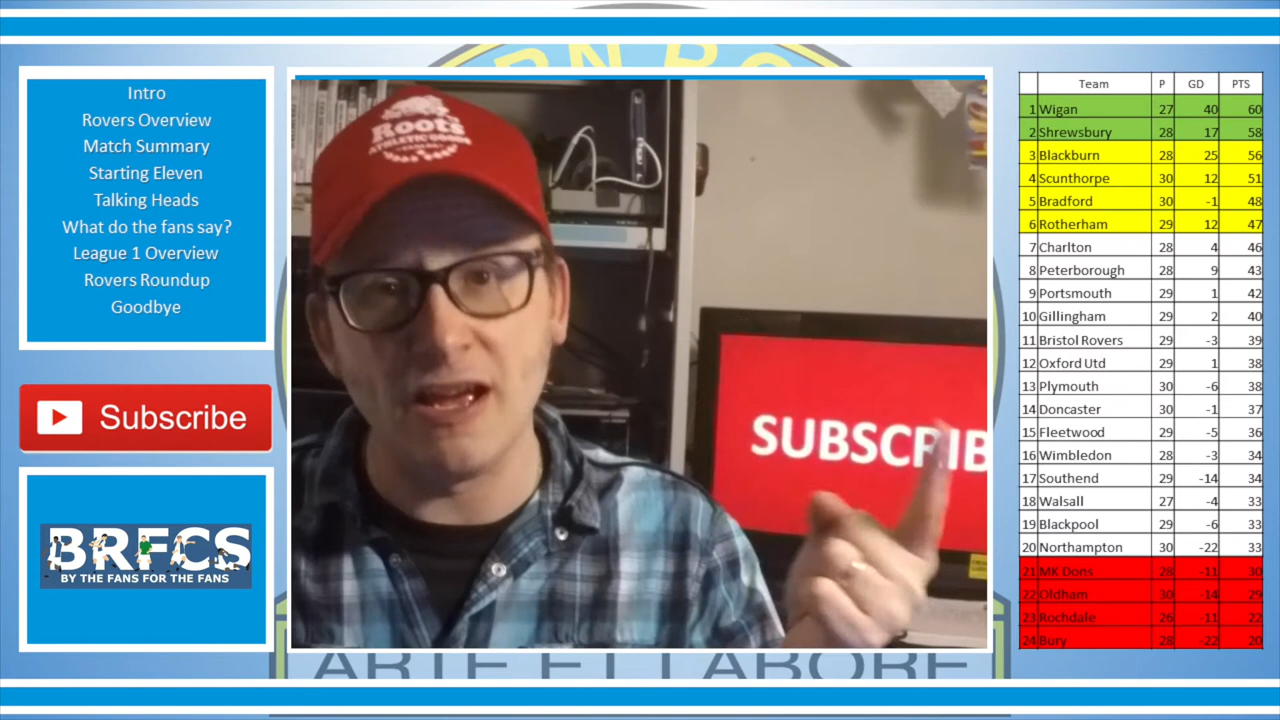 RN RO
Intro
Rovers Overview
Match Summary
Starting Eleven
Talking Heads
What do the fans say?
League 1 Overview
Rovers Roundup
Goodbye
Subscribe
BRFCS
BY THE FANS FOR THE FANS
Roots
SUBSCRIB
ARTE ET LABORE
Team P GD PTS
1 Wigan 27 40 60
2 Shrewsbury 28 17 58
3 Blackburn 28 25 56
4 Scunthorpe 30 12 51
5 Bradford 30 -1 48
6 Rotherham 29 12 47
7 Charlton 28 4 46
8 Peterborough 28 9 43
9 Portsmouth 29 1 42
10 Gillingham 29 2 40
11 Bristol Rovers 29 -3 39
12 Oxford Utd 29 1 38
13 Plymouth 30 -6 38
14 Doncaster 30 -1 37
15 Fleetwood 29 -5 36
16 Wimbledon 28 -3 34
17 Southend 29 -14 34
18 Walsall 27 -4 33
19 Blackpool 29 -6 33
20 Northampton 30 -22 33
21 MK Dons 28 -11 30
22 Oldham 30 -14 29
23 Rochdale 26 11 22
24 Bury 28 -22 20